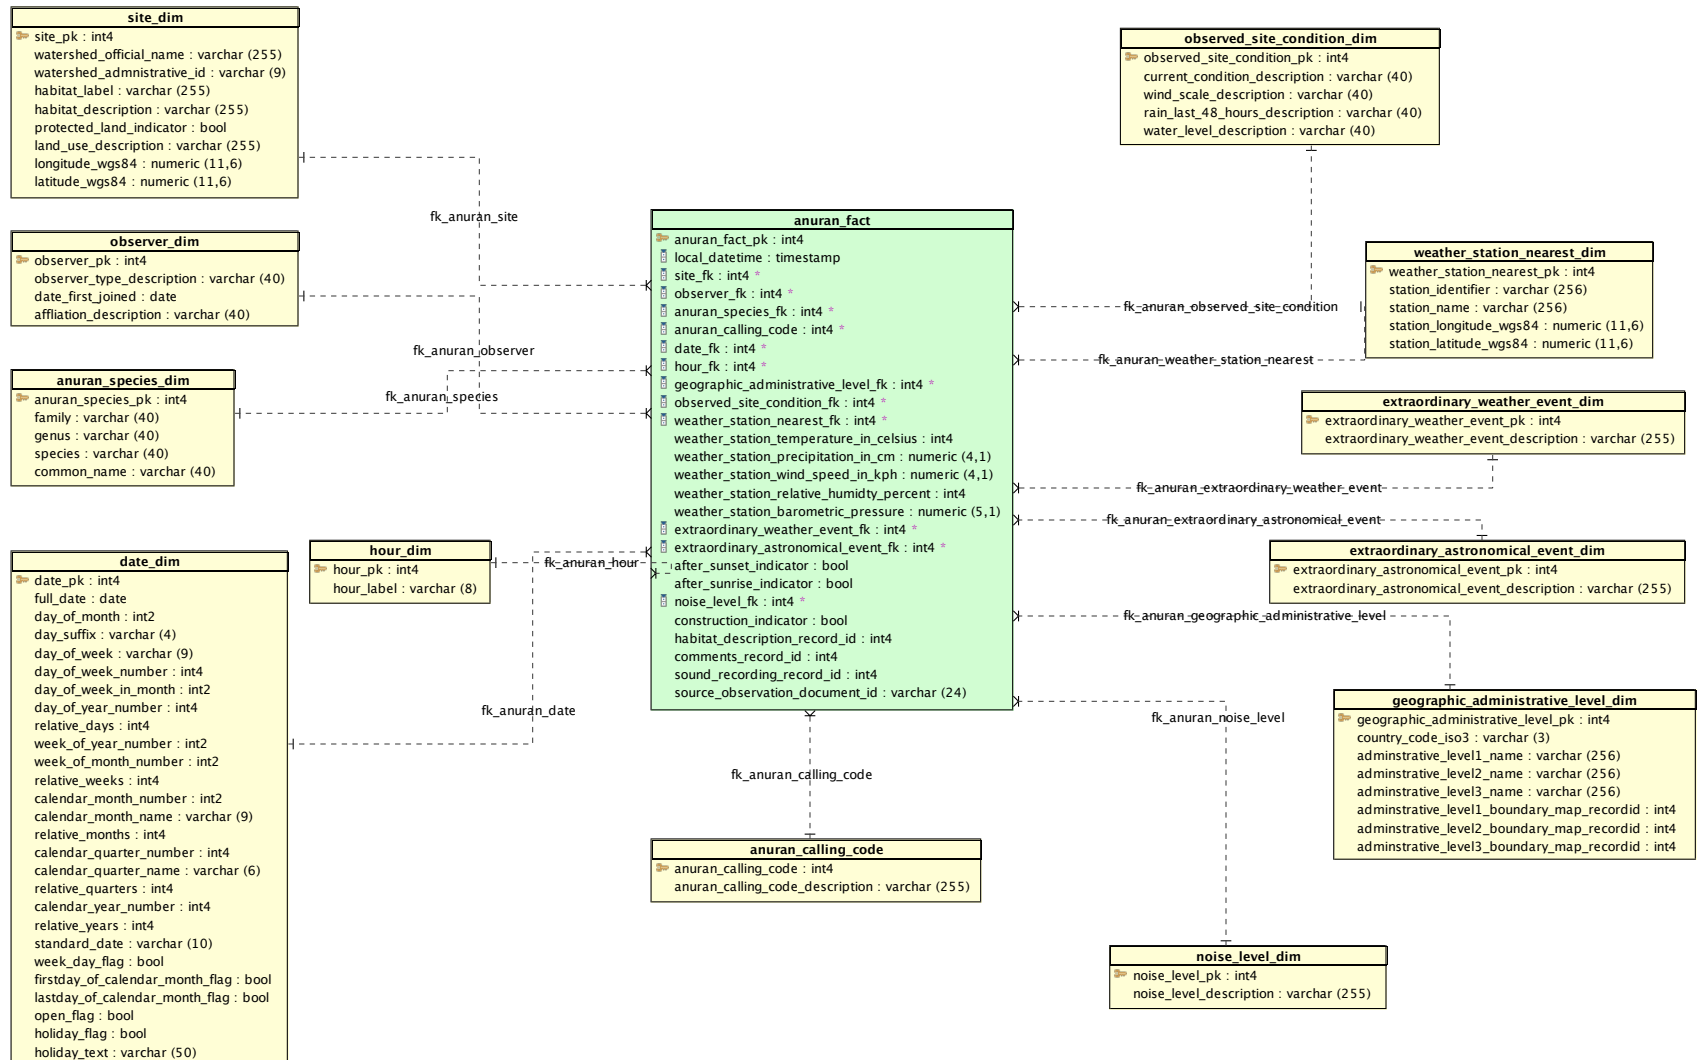 site_dim
site_pk : int4
watershed_official_name : varchar (255)
watershed_admnistrative_id : varchar (9)
habitat_label : varchar (255)
habitat_description : varchar (255)
protected_land_indicator : bool
land_use_description : varchar (255)
longitude_wgs84 : numeric (11,6)
latitude_wgs84 : numeric (11,6)
observer_dim
observer_pk : int4
observer_type_description : varchar (40)
date_first_joined : date
affliation_description : varchar (40)
anuran_species_dim
anuran_species_pk : int4
family : varchar (40)
genus : varchar (40)
species : varchar (40)
common_name : varchar (40)
date_dim
date_pk : int4
full_date : date
day_of_month : int2
day_suffix : varchar (4)
day_of_week : varchar (9)
day_of_week_number : int4
day_of_week_in_month : int2
day_of_year_number : int4
relative_days : int4
week_of_year_number : int2
week_of_month_number : int2
relative_weeks : int4
calendar_month_number : int2
calendar_month_name : varchar (9)
relative_months : int4
calendar_quarter_number : int4
calendar_quarter_name : varchar (6)
relative_quarters : int4
calendar_year_number : int4
relative_years : int4
standard_date : varchar (10)
week_day_flag : bool
firstday_of_calendar_month_flag : bool
lastday_of_calendar_month_flag : bool
open_flag : bool
holiday_flag : bool
holiday_text : varchar (50)
hour_dim
hour_pk : int4
hour_label : varchar (8)
fk_anuran_site
fk_anuran_observer
fk_anuran_species
fk_anuran_hour
fk_anuran_date
anuran_fact
anuran_fact_pk : int4
local_datetime : timestamp
site_fk : int4 *
observer_fk : int4 *
anuran_species_fk : int4 *
anuran_calling_code : int4 *
date_fk : int4 *
hour_fk : int4 *
geographic_administrative_level_fk : int4 *
observed_site_condition_fk : int4 *
weather_station_nearest_fk : int4 *
weather_station_temperature_in_celsius : int4
weather_station_precipitation_in_cm : numeric (4,1)
weather_station_wind_speed_in_kph : numeric (4,1)
weather_station_relative_humidty_percent : int4
weather_station_barometric_pressure : numeric (5,1)
extraordinary_weather_event_fk : int4 *
extraordinary_astronomical_event_fk : int4 *
after_sunset_indicator : bool
after_sunrise_indicator : bool
noise_level_fk : int4 *
construction_indicator : bool
habitat_description_record_id : int4
comments_record_id : int4
sound_recording_record_id : int4
source_observation_document_id : varchar (24)
fk_anuran_calling_code
anuran_calling_code
anuran_calling_code : int4
anuran_calling_code_description : varchar (255)
observed_site_condition_dim
observed_site_condition_pk : int4
current_condition_description : varchar (40)
wind_scale_description : varchar (40)
rain_last_48_hours_description : varchar (40)
water_level_description : varchar (40)
fk_anuran_observed_site_condition
weather_station_nearest_dim
weather_station_nearest_pk : int4
station_identifier : varchar (256)
station_name : varchar (256)
station_longitude_wgs84 : numeric (11,6)
station_latitude_wgs84 : numeric (11,6)
fk_anuran_weather_station_nearest
extraordinary_weather_event_dim
extraordinary_weather_event_pk : int4
extraordinary_weather_event_description : varchar (255)
fk_anuran_extraordinary_weather_event
fk_anuran_extraordinary_astronomical_event
extraordinary_astronomical_event_dim
extraordinary_astronomical_event_pk : int4
extraordinary_astronomical_event_description : varchar (255)
fk_anuran_geographic_administrative_level
geographic_administrative_level_dim
geographic_administrative_level_pk : int4
country_code_iso3 : varchar (3)
adminstrative_level1_name : varchar (256)
adminstrative_level2_name : varchar (256)
adminstrative_level3_name : varchar (256)
adminstrative_level1_boundary_map_recordid : int4
adminstrative_level2_boundary_map_recordid : int4
adminstrative_level3_boundary_map_recordid : int4
fk_anuran_noise_level
noise_level_dim
noise_level_pk : int4
noise_level_description : varchar (255)